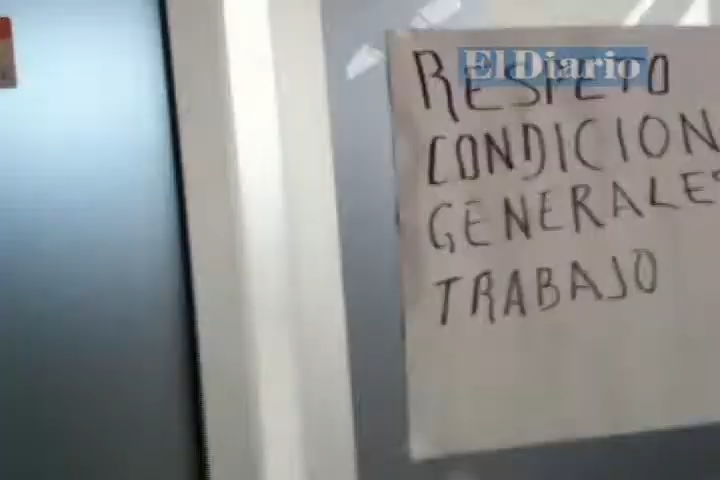 El Diario
RESPETO
CONDICION
GENERALES
TRABAJO